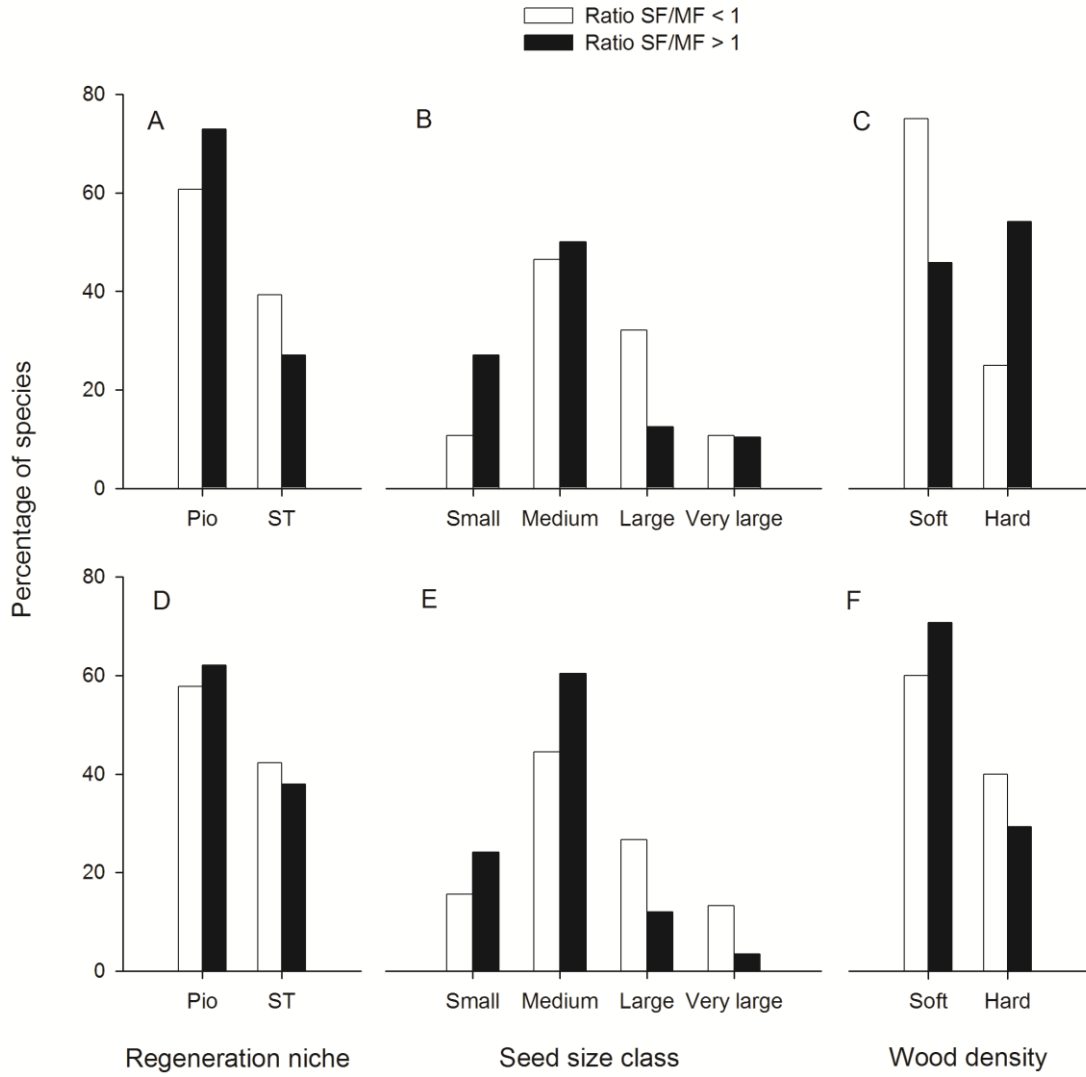 Ratio SF/MF < 1
Ratio SF/MF > 1
Percentage of species
80
60
40
20
0
A
B
C
Pio ST
Small Medium Large Very large
Soft Hard
80
60
40
20
0
D
E
F
Pio ST
Small Medium Large Very large
Soft Hard
Regeneration niche
Seed size class
Wood density